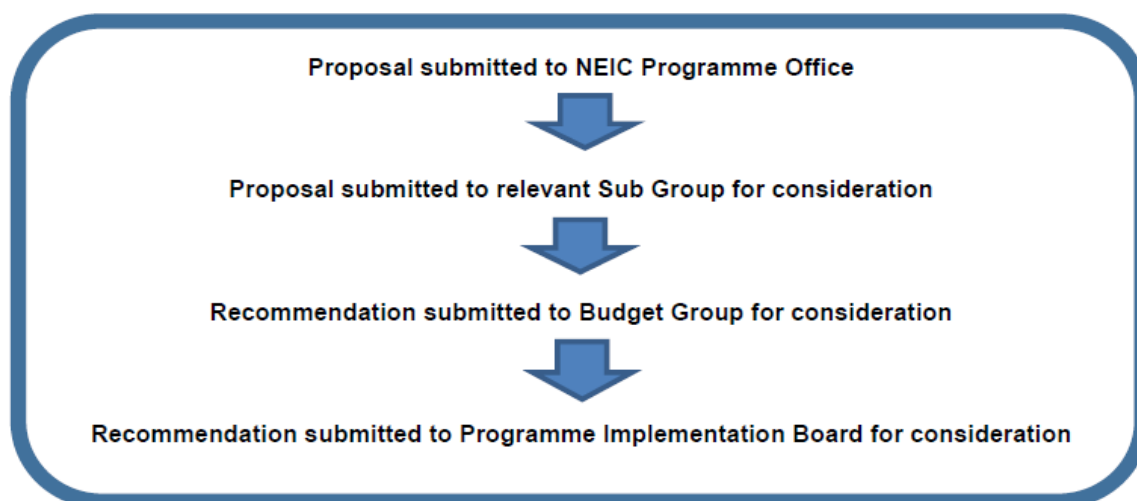 Proposal submitted to NEIC Programme Office
Proposal submitted to relevant Sub Group for consideration
Recommendation submitted to Budget Group for consideration
Recommendation submitted to Programme Implementation Board for consideration